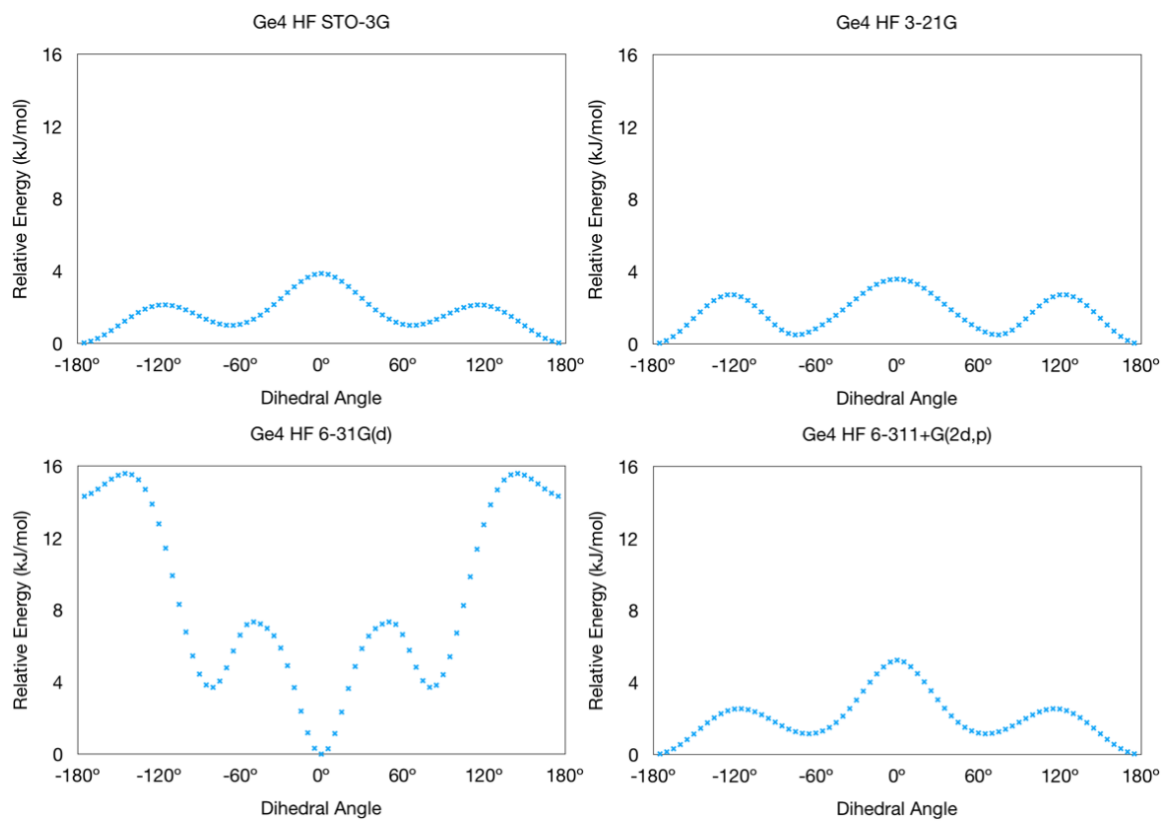 Ge4 HF STO-3G
16
12
8
4
0
Relative Energy (kJ/mol)
-180º -120º -60º 0º 60º 120º 180º
Dihedral Angle
Ge4 HF 3-21G
16
12
8
4
0
Relative Energy (kJ/mol)
-180º -120º -60º 0º 60º 120º 180º
Dihedral Angle
Ge4 HF 6-31G(d)
16
12
8
4
0
Relative Energy (kJ/mol)
-180º -120º -60º 0º 60º 120º 180º
Dihedral Angle
Ge4 HF 6-311+G(2d,p)
16
12
8
4
0
Relative Energy (kJ/mol)
-180º -120º -60º 0º 60º 120º 180º
Dihedral Angle